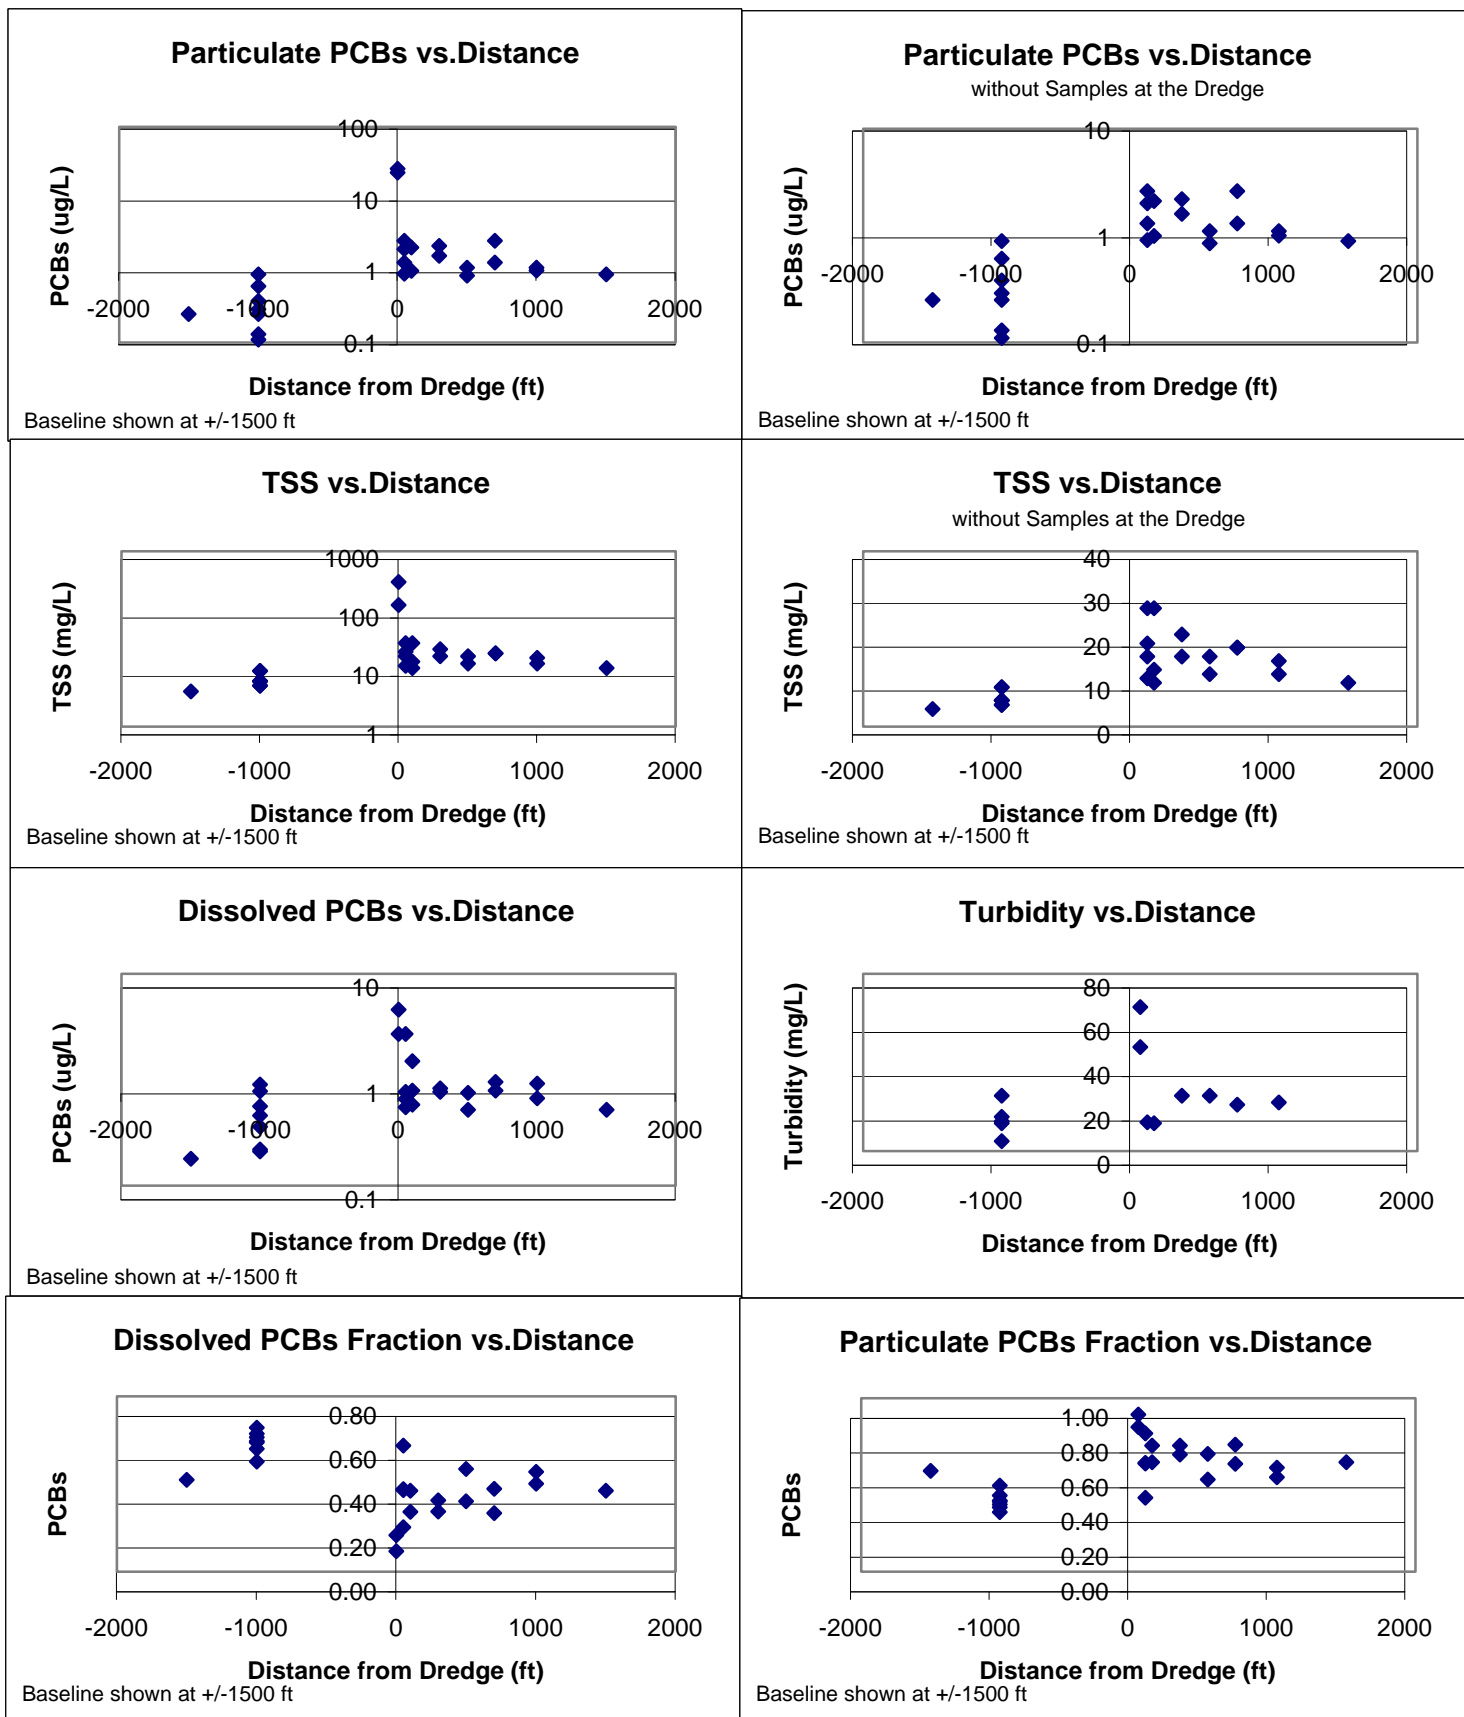 Particulate PCBs vs.Distance
PCBs (ug/L)
100
10
1
0.1
-2000
-1000
0
1000
2000
Distance from Dredge (ft)
Baseline shown at +/-1500 ft
Particulate PCBs vs.Distance
without Samples at the Dredge
PCBs (ug/L)
10
1
0.1
-2000
-1000
0
1000
2000
Distance from Dredge (ft)
Baseline shown at +/-1500 ft
TSS vs.Distance
TSS (mg/L)
1000
100
10
1
-2000
-1000
0
1000
2000
Distance from Dredge (ft)
Baseline shown at +/-1500 ft
TSS vs.Distance
without Samples at the Dredge
TSS (mg/L)
40
30
20
10
0
-2000
-1000
0
1000
2000
Distance from Dredge (ft)
Baseline shown at +/-1500 ft
Dissolved PCBs vs.Distance
PCBs (ug/L)
10
1
0.1
-2000
-1000
0
1000
2000
Distance from Dredge (ft)
Baseline shown at +/-1500 ft
Turbidity vs.Distance
Turbidity (mg/L)
80
60
40
20
0
-2000
-1000
0
1000
2000
Distance from Dredge (ft)
Dissolved PCBs Fraction vs.Distance
PCBs
0.80
0.60
0.40
0.20
0.00
-2000
-1000
0
1000
2000
Distance from Dredge (ft)
Baseline shown at +/-1500 ft
Particulate PCBs Fraction vs.Distance
PCBs
1.00
0.80
0.60
0.40
0.20
0.00
-2000
-1000
0
1000
2000
Distance from Dredge (ft)
Baseline shown at +/-1500 ft